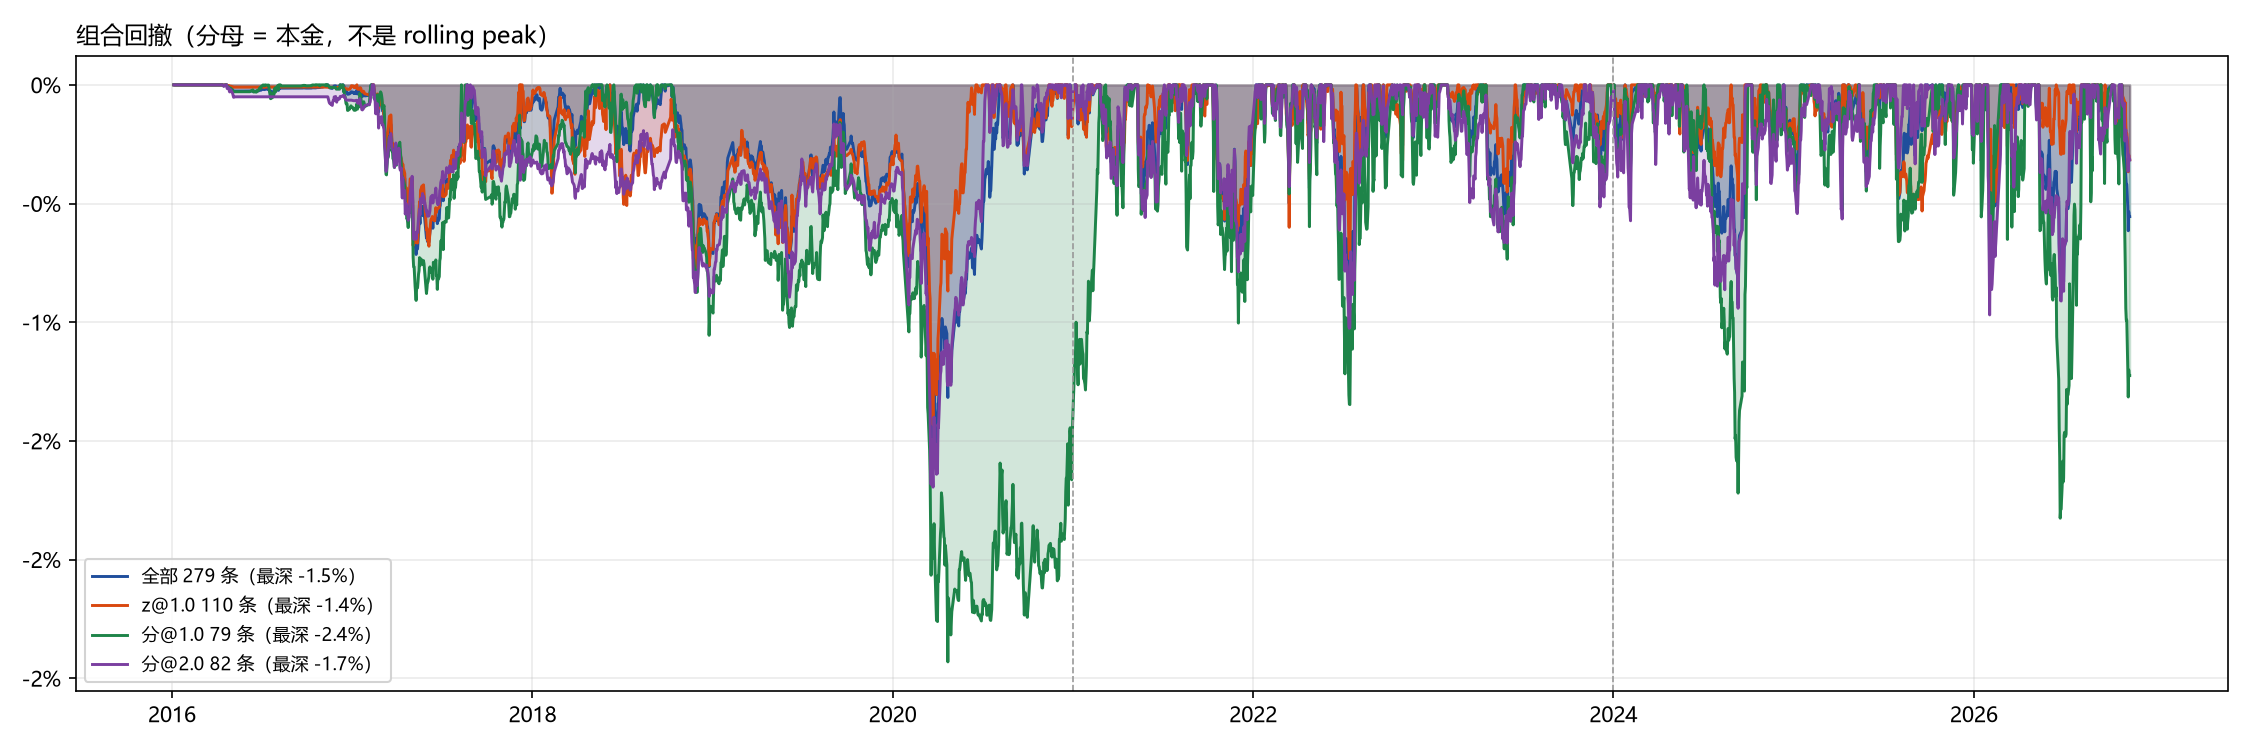 组合回撤（分母 = 本金，不是 rolling peak）
0%
-0%
-1%
-2%
-2%
-2%
全部 279 条（最深 -1.5%）
z@1.0 110 条（最深 -1.4%）
分@1.0 79 条（最深 -2.4%）
分@2.0 82 条（最深 -1.7%）
2016 2018 2020 2022 2024 2026